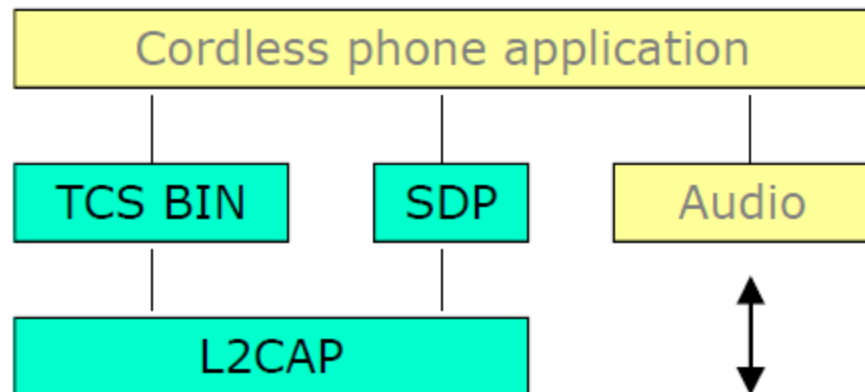 Cordless phone application
TCS BIN
SDP
Audio
L2CAP